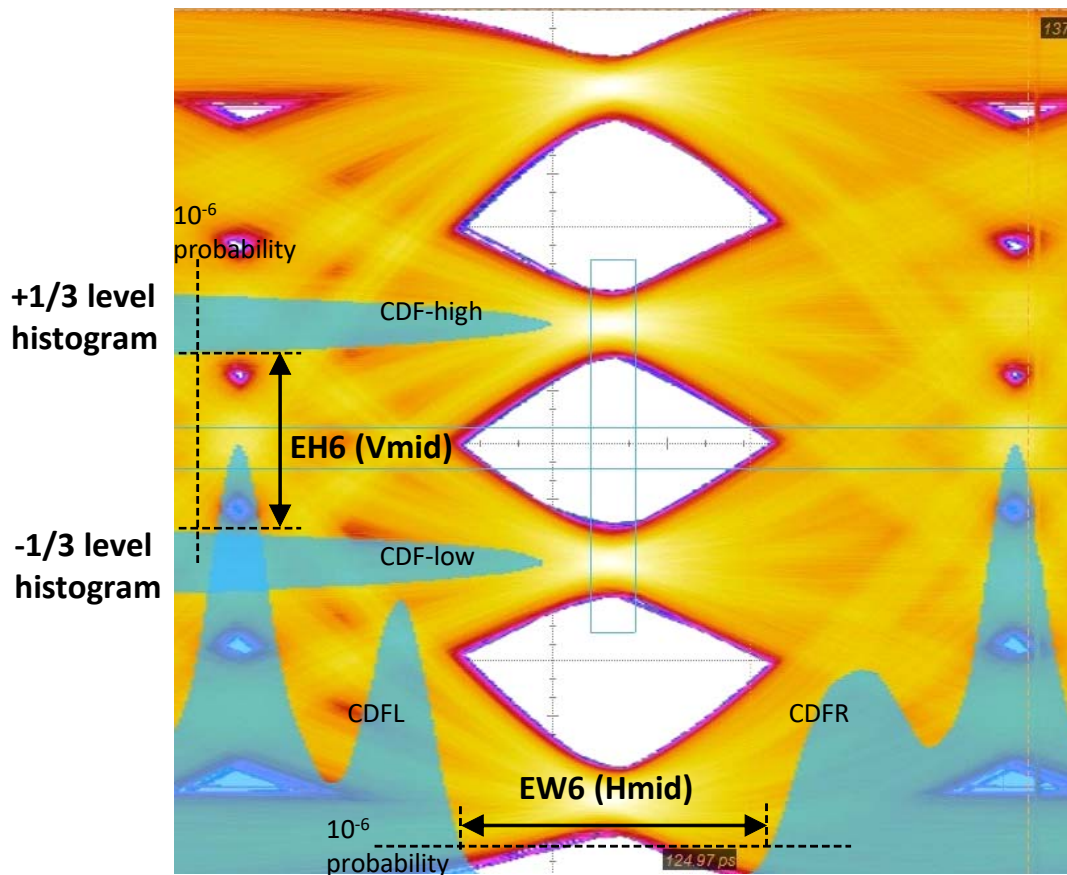 137
10⁻⁶
probability
+1/3 level
histogram
CDF-high
EH6 (Vmid)
-1/3 level
histogram
CDF-low
CDFL
CDFR
EW6 (Hmid)
10⁻⁶
probability
124.97 ps